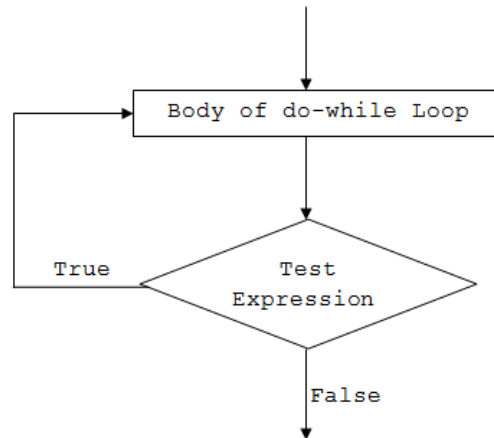 Body of do-while Loop
True
Test
Expression
False